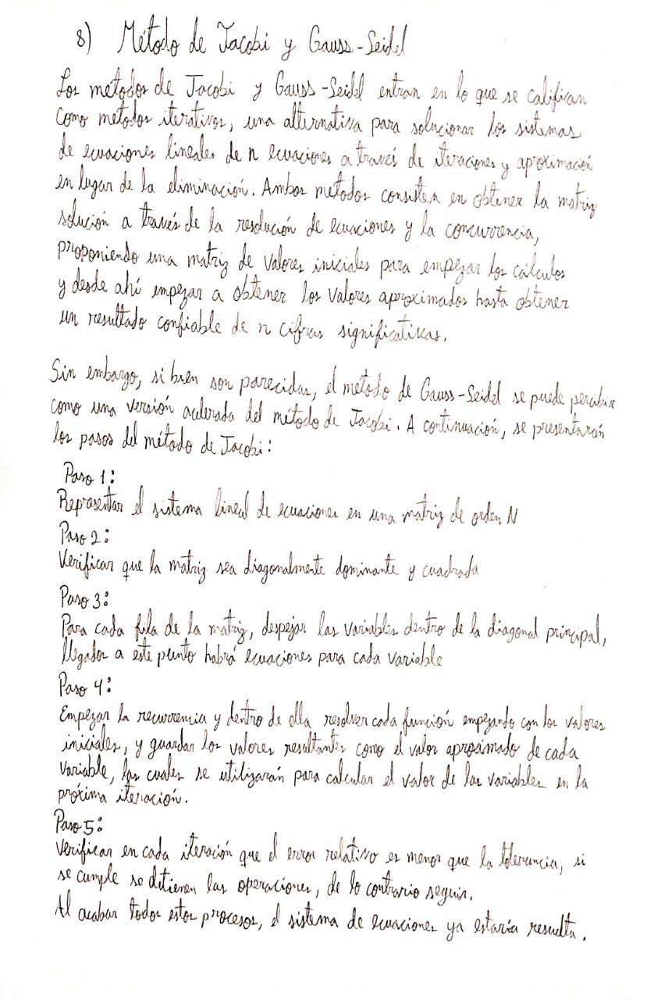 8) Método de Jacobi y Gauss-Seidel
Los métodos de Jacobi y Gauss-Seidel entran en lo que se califican
como metodos iterativos, una alternativa para solucionar los sistemas
de ecuaciones lineales de n ecuaciones a través de iteraciones y aproximación
en lugar de la eliminación. Ambos métodos consisten en obtener la matriz
solución a través de la resolución de ecuaciones y la concurrencia,
proponiendo una matriz de valores iniciales para empezar los cálculos
y desde ahí empezar a obtener los valores aproximados hasta obtener
un resultado confiable de n cifras significativas.
Sin embargo, si bien son parecidas, el método de Gauss-Seidel se puede percibir
como una versión acelerada del método de Jacobi. A continuación, se presentarán
los pasos del método de Jacobi:
Paso 1:
Representar el sistema lineal de ecuaciones en una matriz de orden N
Paso 2:
Verificar que la matriz sea diagonalmente dominante y cuadrada
Paso 3:
Para cada fila de la matriz, despejar las variables dentro de la diagonal principal,
llegados a este punto habrá ecuaciones para cada variable
Paso 4:
Empezar la recurrencia y dentro de ella resolver cada función empezando con los valores
iniciales, y guardar los valores resultantes como el valor aproximado de cada
variable, las cuales se utilizarán para calcular el valor de las variables en la
próxima iteración.
Paso 5:
Verificar en cada iteración que el error relativo es menor que la tolerancia, si
se cumple se detienen las operaciones, de lo contrario seguir.
Al acabar todos estos procesos, el sistema de ecuaciones ya estaría resuelta.